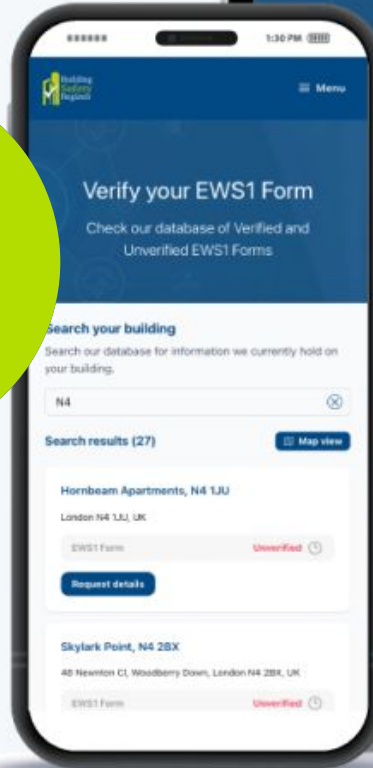 1:30 PM
Building
Safety
Register
Menu
Verify your EWS1 Form
Check our database of Verified and
Unverified EWS1 Forms
Search your building
Search our database for information we currently hold on
your building.
N4
Search results (27)
Map view
Hornbeam Apartments, N4 1JU
London N4 1JU, UK
EWS1 Form
Unverified
Request details
Skylark Point, N4 2BX
48 Newnton Cl, Woodberry Down, London N4 2BX, UK
EWS1 Form
Unverified